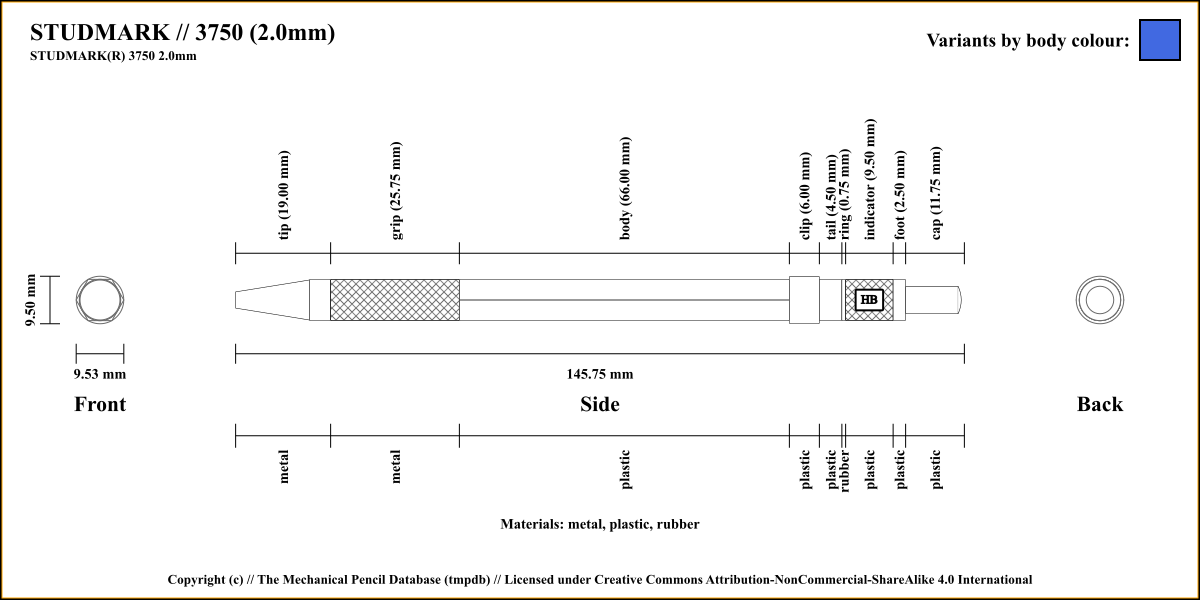 STUDMARK // 3750 (2.0mm)
STUDMARK(R) 3750 2.0mm
Variants by body colour:
tip (19.00 mm)
grip (25.75 mm)
body (66.00 mm)
clip (6.00 mm)
tail (4.50 mm)
ring (0.75 mm)
indicator (9.50 mm)
foot (2.50 mm)
cap (11.75 mm)
9.50 mm
HB
9.53 mm
145.75 mm
Front
Side
Back
metal
metal
plastic
plastic
plastic
rubber
plastic
plastic
plastic
Materials: metal, plastic, rubber
Copyright (c) // The Mechanical Pencil Database (tmpdb) // Licensed under Creative Commons Attribution-NonCommercial-ShareAlike 4.0 International